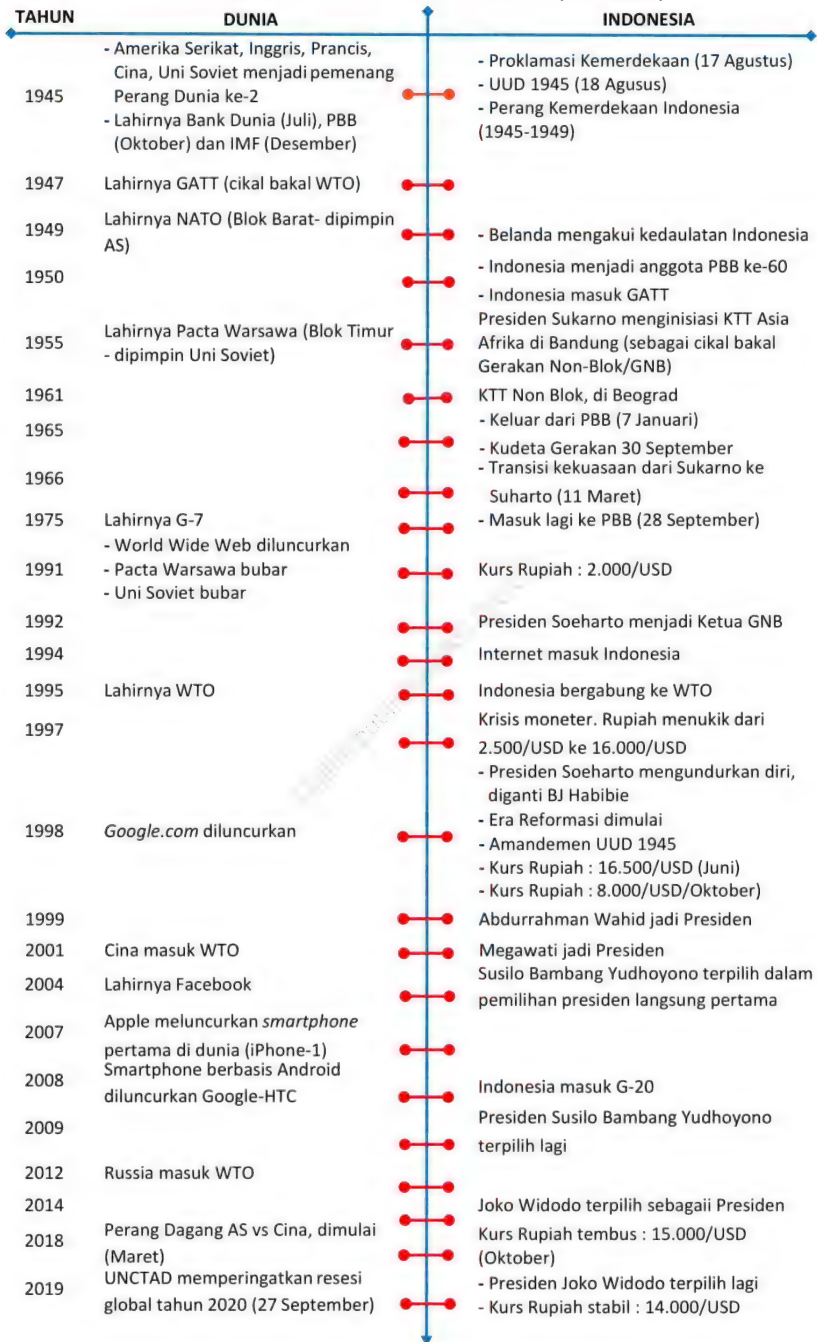 TAHUN DUNIA INDONESIA
1945
- Amerika Serikat, Inggris, Prancis,
Cina, Uni Soviet menjadi pemenang
Perang Dunia ke-2
- Lahirnya Bank Dunia (Juli), PBB
(Oktober) dan IMF (Desember)
- Proklamasi Kemerdekaan (17 Agustus)
- UUD 1945 (18 Agusus)
- Perang Kemerdekaan Indonesia
(1945-1949)
1947
Lahirnya GATT (cikal bakal WTO)
1949
Lahirnya NATO (Blok Barat- dipimpin
AS)
- Belanda mengakui kedaulatan Indonesia
1950
- Indonesia menjadi anggota PBB ke-60
- Indonesia masuk GATT
1955
Lahirnya Pacta Warsawa (Blok Timur
- dipimpin Uni Soviet)
Presiden Sukarno menginisiasi KTT Asia
Afrika di Bandung (sebagai cikal bakal
Gerakan Non-Blok/GNB)
1961
KTT Non Blok, di Beograd
1965
- Keluar dari PBB (7 Januari)
- Kudeta Gerakan 30 September
1966
- Transisi kekuasaan dari Sukarno ke
Suharto (11 Maret)
- Masuk lagi ke PBB (28 September)
1975
Lahirnya G-7
1991
- World Wide Web diluncurkan
- Pacta Warsawa bubar
- Uni Soviet bubar
Kurs Rupiah : 2.000/USD
1992
Presiden Soeharto menjadi Ketua GNB
1994
Internet masuk Indonesia
1995
Lahirnya WTO
Indonesia bergabung ke WTO
1997
Krisis moneter. Rupiah menukik dari
2.500/USD ke 16.000/USD
1998
Google.com diluncurkan
- Presiden Soeharto mengundurkan diri,
diganti BJ Habibie
- Era Reformasi dimulai
- Amandemen UUD 1945
- Kurs Rupiah : 16.500/USD (Juni)
- Kurs Rupiah : 8.000/USD/Oktober)
1999
Abdurrahman Wahid jadi Presiden
2001
Cina masuk WTO
Megawati jadi Presiden
2004
Lahirnya Facebook
Susilo Bambang Yudhoyono terpilih dalam
pemilihan presiden langsung pertama
2007
Apple meluncurkan smartphone
pertama di dunia (iPhone-1)
2008
Smartphone berbasis Android
diluncurkan Google-HTC
Indonesia masuk G-20
2009
Presiden Susilo Bambang Yudhoyono
terpilih lagi
2012
Russia masuk WTO
2014
Joko Widodo terpilih sebagaii Presiden
2018
Perang Dagang AS vs Cina, dimulai
(Maret)
Kurs Rupiah tembus : 15.000/USD
(Oktober)
2019
UNCTAD memperingatkan resesi
global tahun 2020 (27 September)
- Presiden Joko Widodo terpilih lagi
- Kurs Rupiah stabil : 14.000/USD